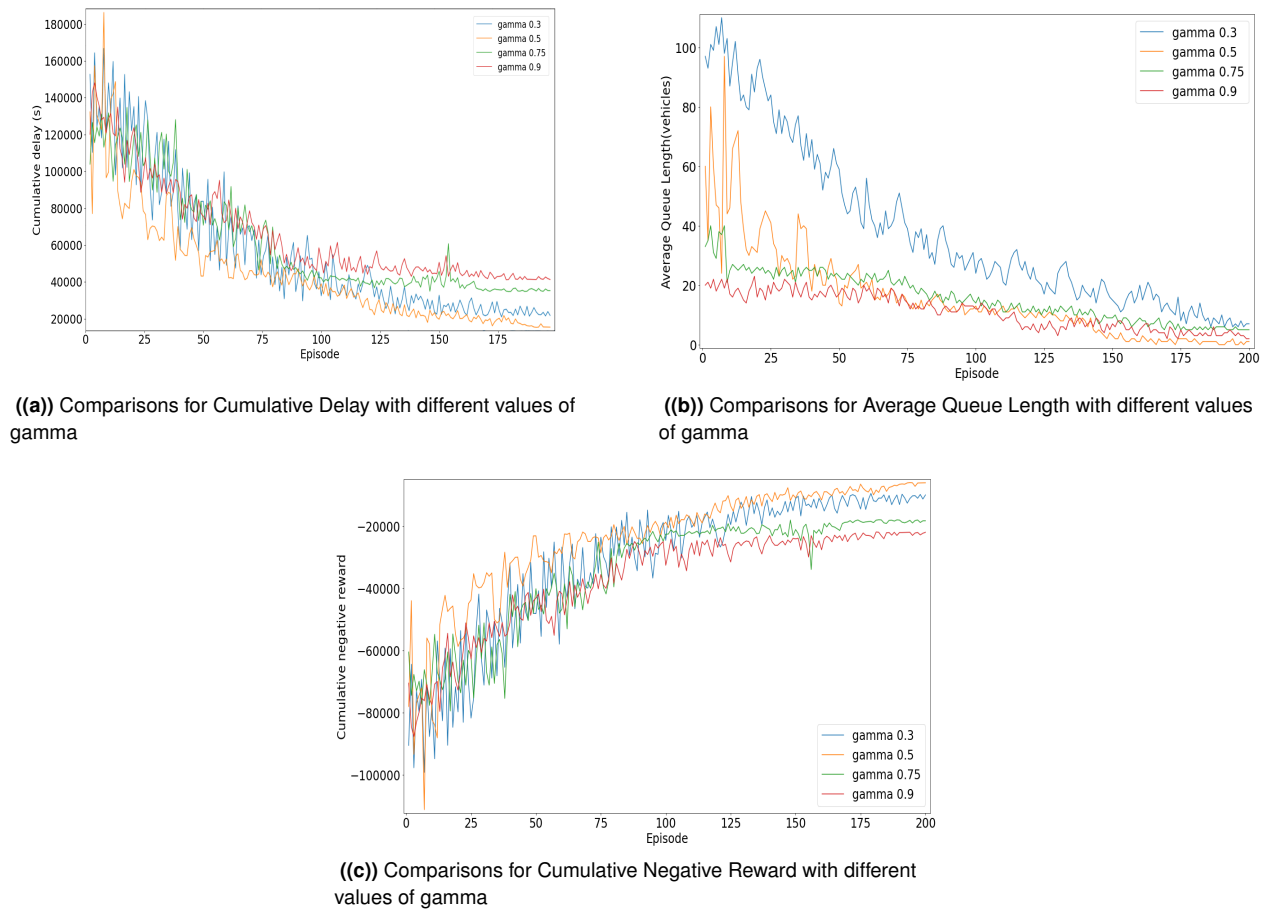 180000
160000
140000
120000
100000
80000
60000
40000
20000
Cumulative delay (s)
0
25
50
75
100
125
150
175
Episode
gamma 0.3
gamma 0.5
gamma 0.75
gamma 0.9
((a)) Comparisons for Cumulative Delay with different values of
gamma
100
80
60
40
20
0
Average Queue Length(vehicles)
0
25
50
75
100
125
150
175
200
Episode
gamma 0.3
gamma 0.5
gamma 0.75
gamma 0.9
((b)) Comparisons for Average Queue Length with different values
of gamma
−20000
−40000
−60000
−80000
−100000
Cumulative negative reward
0
25
50
75
100
125
150
175
200
Episode
gamma 0.3
gamma 0.5
gamma 0.75
gamma 0.9
((c)) Comparisons for Cumulative Negative Reward with different
values of gamma